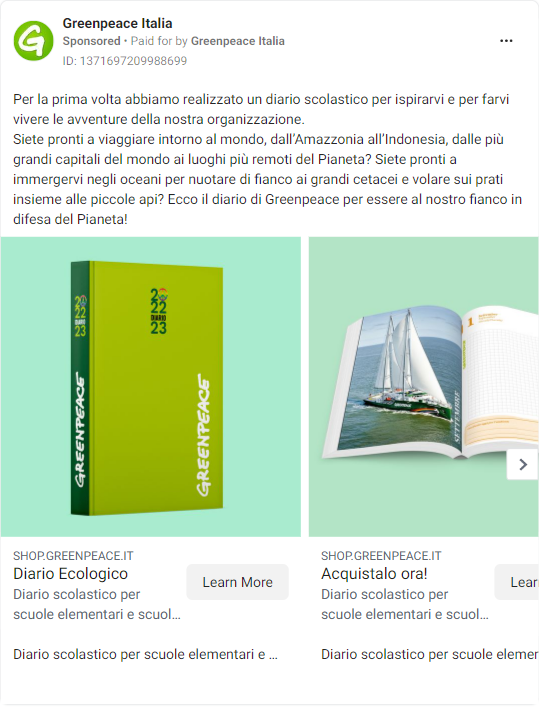 Greenpeace Italia
Sponsored • Paid for by Greenpeace Italia
ID: 1371697209988699
Per la prima volta abbiamo realizzato un diario scolastico per ispirarvi e per farvi
vivere le avventure della nostra organizzazione.
Siete pronti a viaggiare intorno al mondo, dall'Amazzonia all'Indonesia, dalle più
grandi capitali del mondo ai luoghi più remoti del Pianeta? Siete pronti a
immergervi negli oceani per nuotare di fianco ai grandi cetacei e volare sui prati
insieme alle piccole api? Ecco il diario di Greenpeace per essere al nostro fianco in
difesa del Pianeta!
2022
DIARIO
23
GREENPEACE
2022
DIARIO
23
GREENPEACE
1
SETTEMBRE
SHOP.GREENPEACE.IT
Diario Ecologico
Diario scolastico per
scuole elementari e scuol...
Learn More
Diario scolastico per scuole elementari e ...
SHOP.GREENPEACE.IT
Acquistalo ora!
Diario scolastico per
scuole elementari e scuol...
Lear
Diario scolastico per scuole elemen